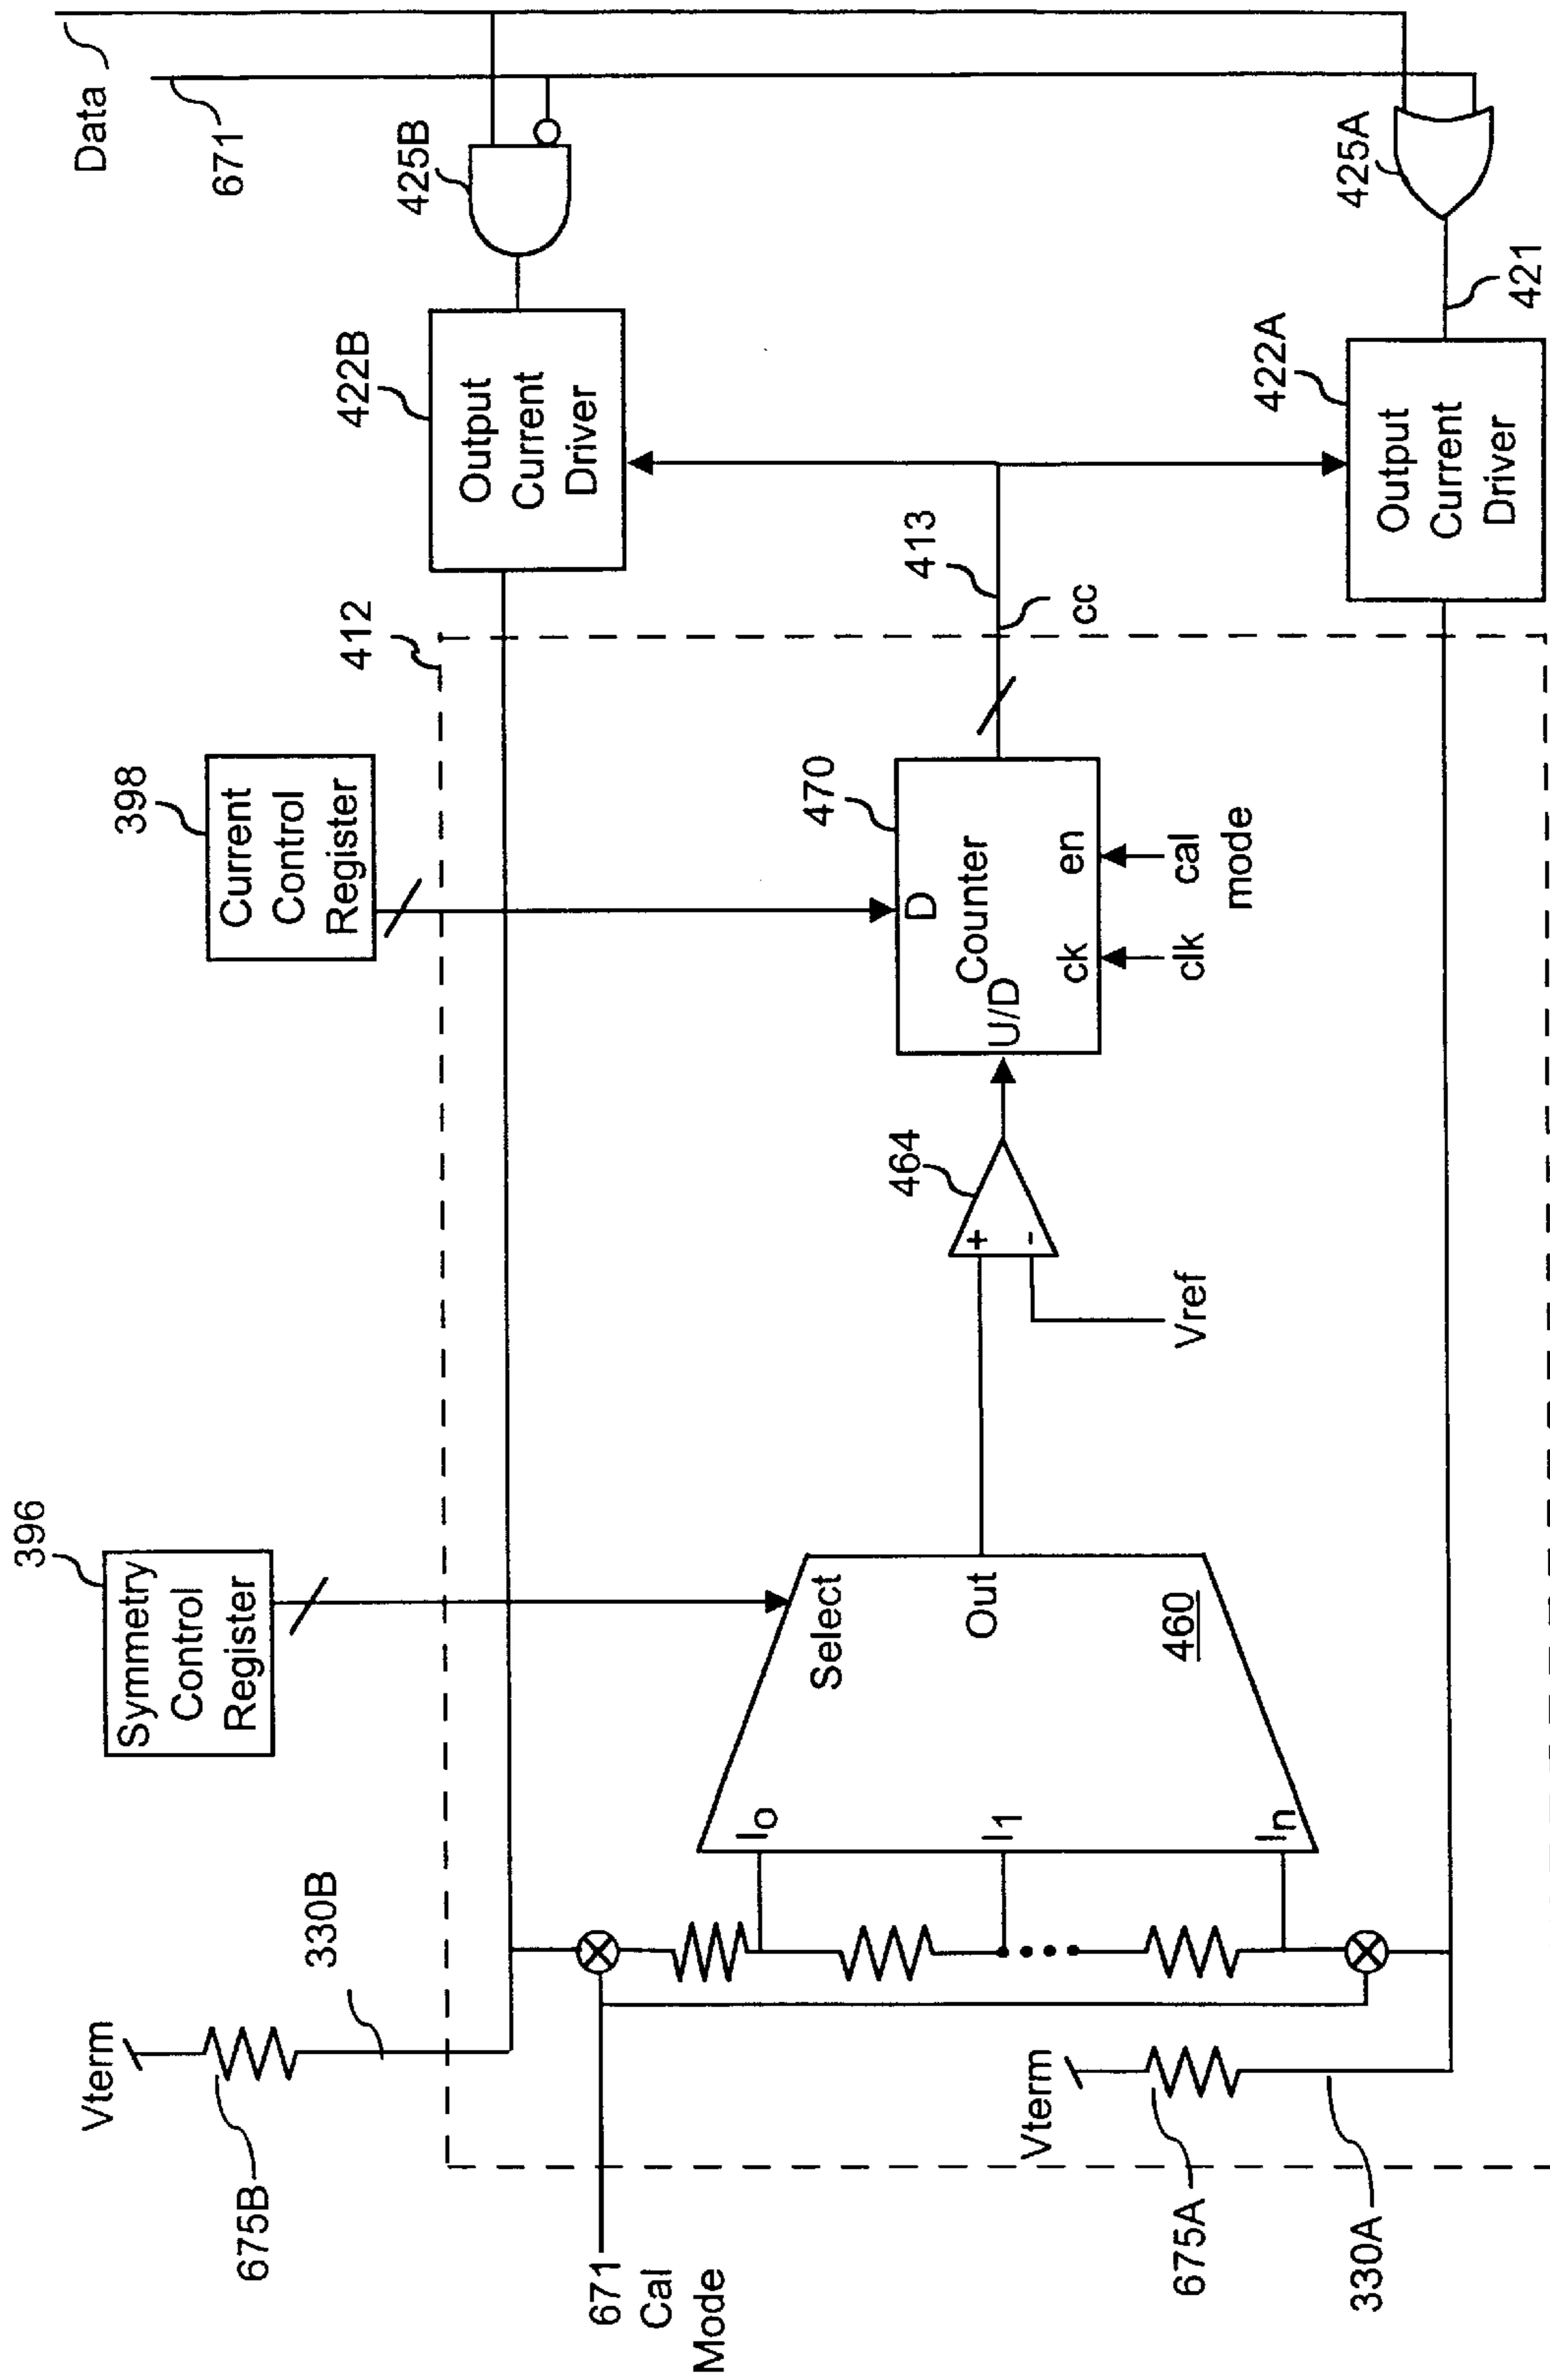 Vterm
675B
330B
671
Cal
Mode
Vterm
675A
330A
396
Symmetry
Control
Register
Select
I0
I1
In
Out
460
464
+
-
Vref
398
Current
Control
Register
412
470
D
Counter
U/D
ck
en
clk
cal
mode
413
cc
422B
Output
Current
Driver
425B
Data
671
422A
Output
Current
Driver
421
425A